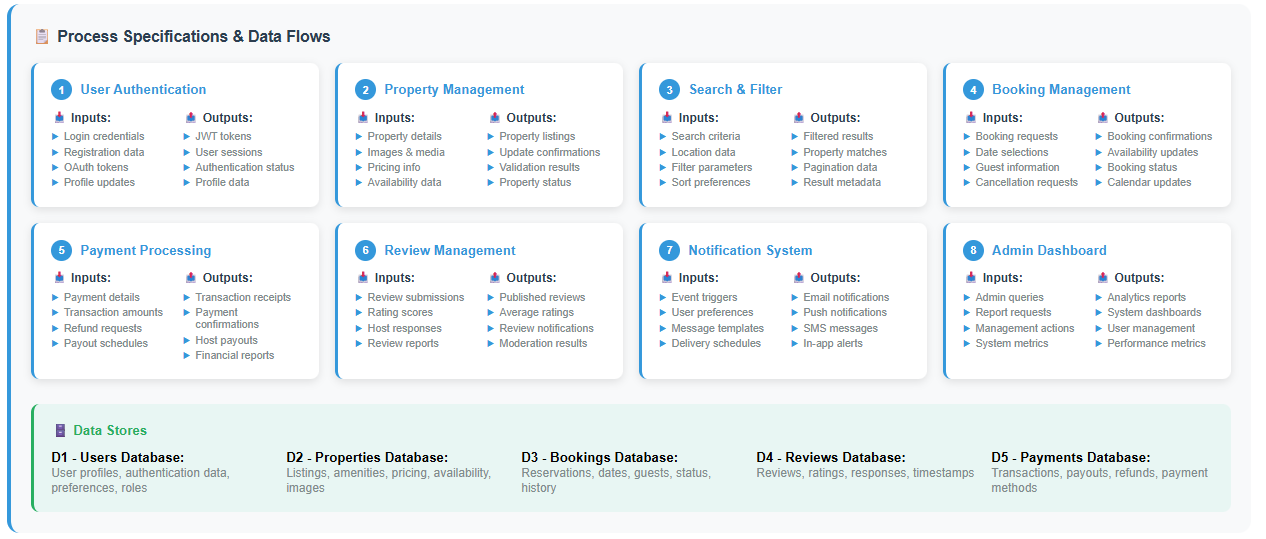 Process Specifications & Data Flows
1 User Authentication
Inputs:
Login credentials
Registration data
OAuth tokens
Profile updates
Outputs:
JWT tokens
User sessions
Authentication status
Profile data
2 Property Management
Inputs:
Property details
Images & media
Pricing info
Availability data
Outputs:
Property listings
Update confirmations
Validation results
Property status
3 Search & Filter
Inputs:
Search criteria
Location data
Filter parameters
Sort preferences
Outputs:
Filtered results
Property matches
Pagination data
Result metadata
4 Booking Management
Inputs:
Booking requests
Date selections
Guest information
Cancellation requests
Outputs:
Booking confirmations
Availability updates
Booking status
Calendar updates
5 Payment Processing
Inputs:
Payment details
Transaction amounts
Refund requests
Payout schedules
Outputs:
Transaction receipts
Payment
confirmations
Host payouts
Financial reports
6 Review Management
Inputs:
Review submissions
Rating scores
Host responses
Review reports
Outputs:
Published reviews
Average ratings
Review notifications
Moderation results
7 Notification System
Inputs:
Event triggers
User preferences
Message templates
Delivery schedules
Outputs:
Email notifications
Push notifications
SMS messages
In-app alerts
8 Admin Dashboard
Inputs:
Admin queries
Report requests
Management actions
System metrics
Outputs:
Analytics reports
System dashboards
User management
Performance metrics
Data Stores
D1 - Users Database:
User profiles, authentication data,
preferences, roles
D2 - Properties Database:
Listings, amenities, pricing, availability,
images
D3 - Bookings Database:
Reservations, dates, guests, status,
history
D4 - Reviews Database:
Reviews, ratings, responses, timestamps
D5 - Payments Database:
Transactions, payouts, refunds, payment
methods